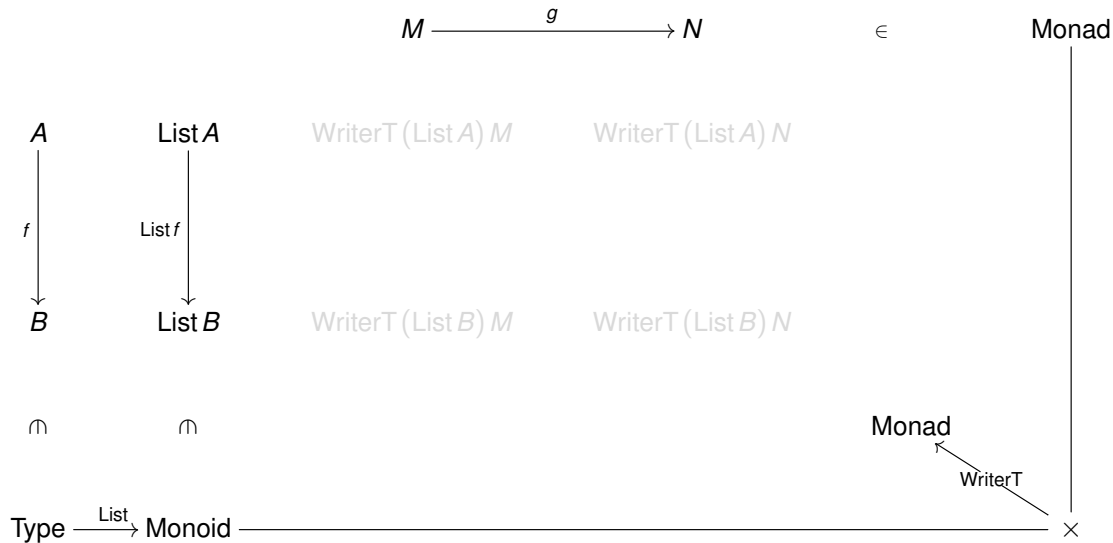 g
M N ∈ Monad
A List A WriterT (List A) M WriterT (List A) N
f List f
B List B WriterT (List B) M WriterT (List B) N
⋒ ⋒ Monad
WriterT
List
Type Monoid ×